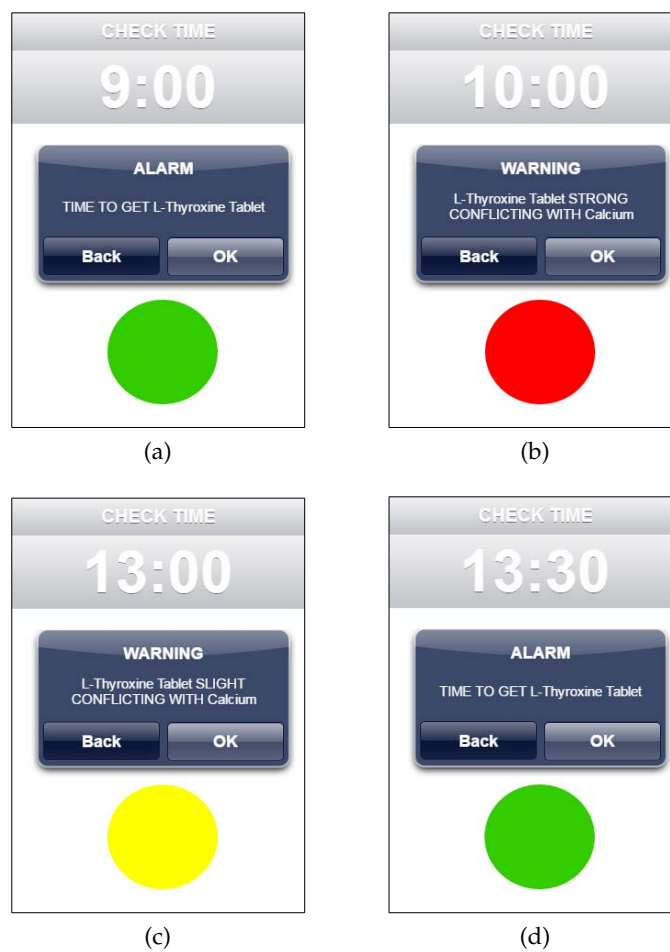 CHECK TIME
9:00
ALARM
TIME TO GET L-Thyroxine Tablet
Back OK
(a)
CHECK TIME
10:00
WARNING
L-Thyroxine Tablet STRONG
CONFLICTING WITH Calcium
Back OK
(b)
CHECK TIME
13:00
WARNING
L-Thyroxine Tablet SLIGHT
CONFLICTING WITH Calcium
Back OK
(c)
CHECK TIME
13:30
ALARM
TIME TO GET L-Thyroxine Tablet
Back OK
(d)